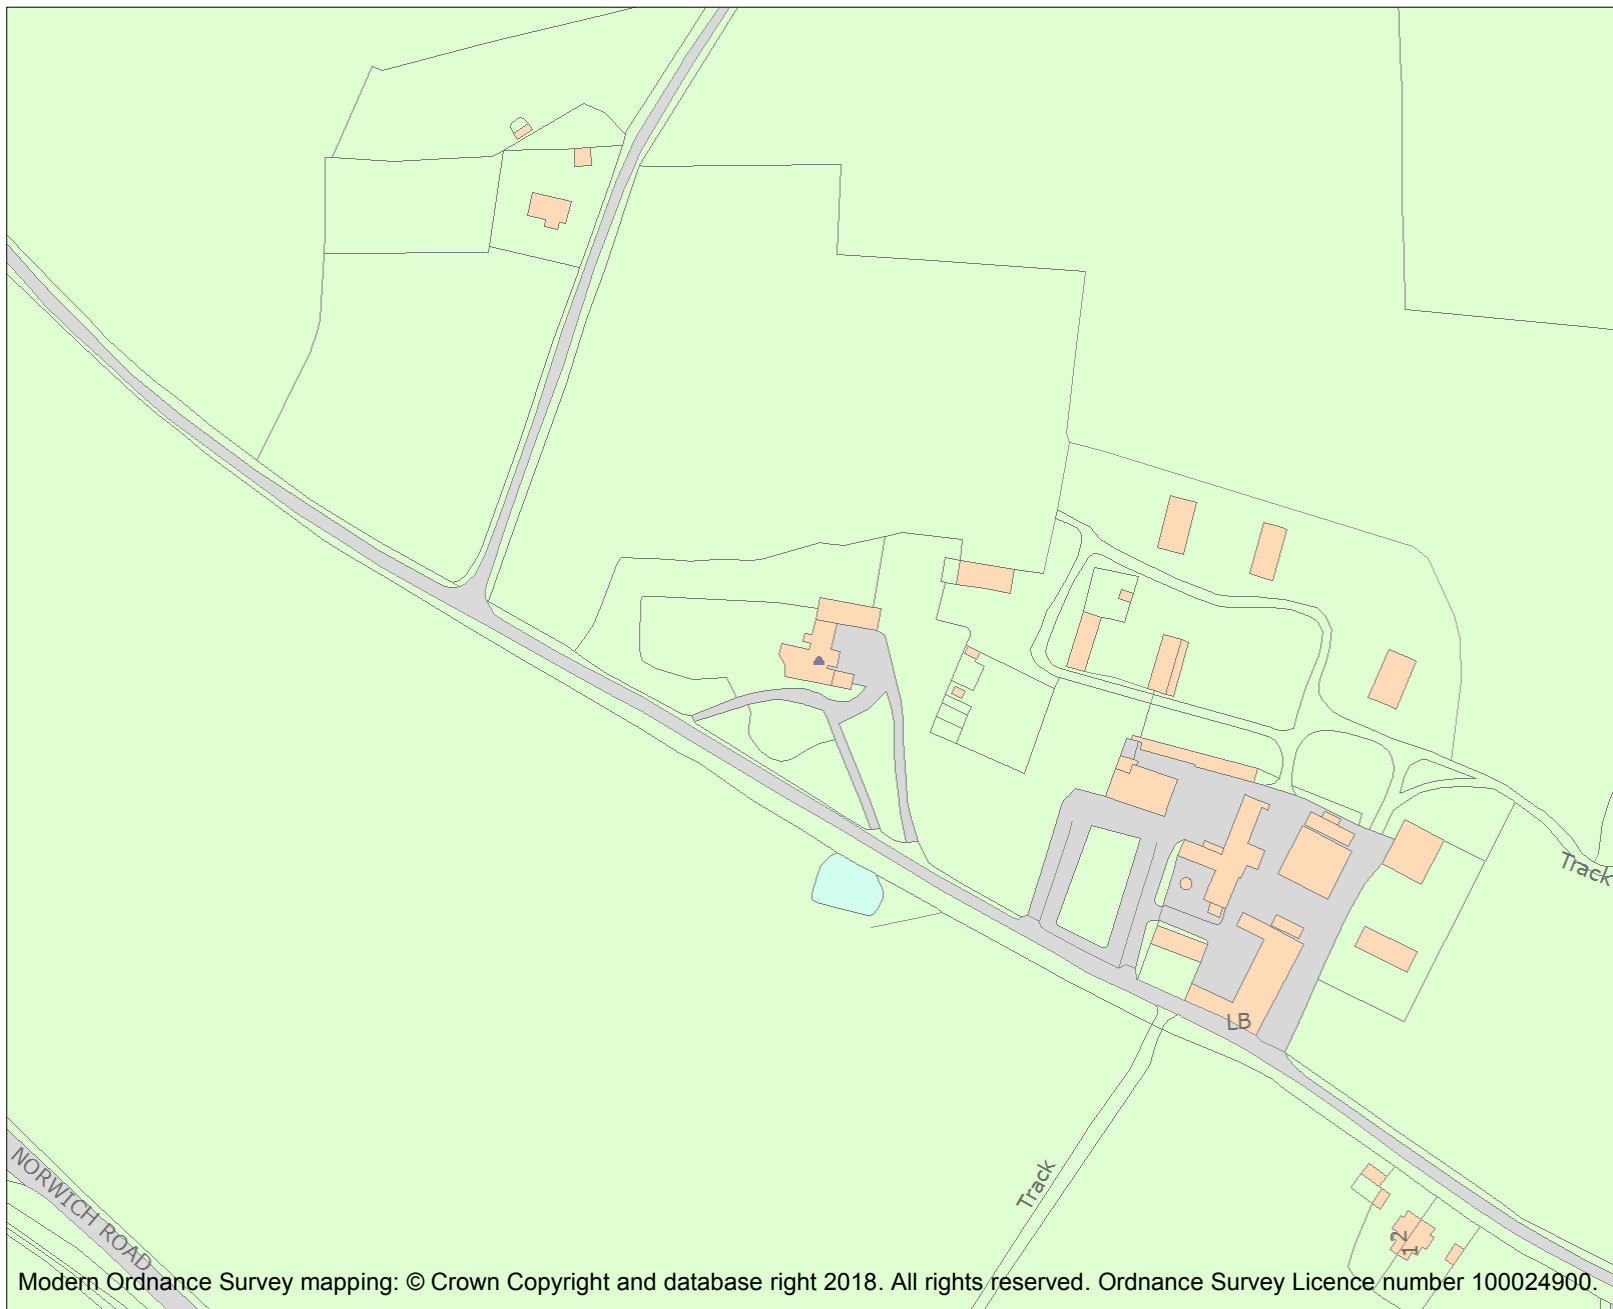 Track
LB
Track
NORWICH ROAD
1 2
Modern Ordnance Survey mapping: © Crown Copyright and database right 2018. All rights reserved. Ordnance Survey Licence number 100024900.